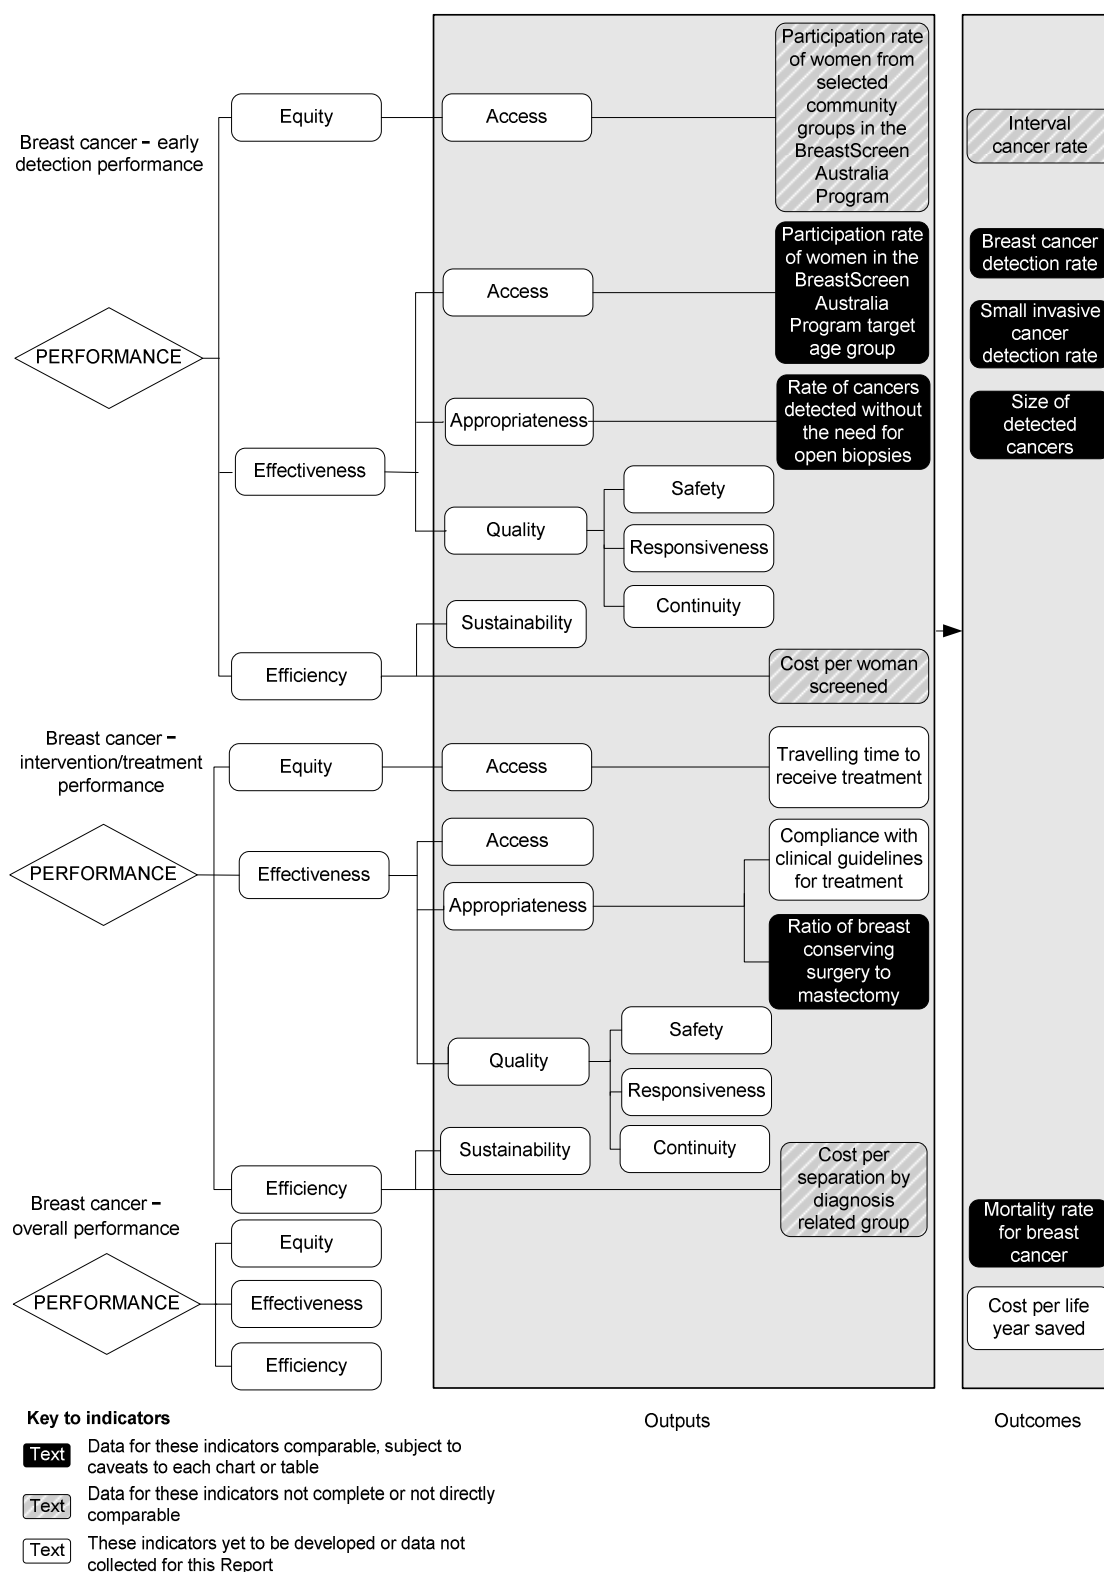 Breast cancer – early
detection performance
PERFORMANCE
Equity
Access
Participation rate
of women from
selected
community
groups in the
BreastScreen
Australia
Program
Effectiveness
Access
Participation rate
of women in the
BreastScreen
Australia
Program target
age group
Appropriateness
Rate of cancers
detected without
the need for
open biopsies
Quality
Safety
Responsiveness
Continuity
Efficiency
Sustainability
Cost per woman
screened
Interval
cancer rate
Breast cancer
detection rate
Small invasive
cancer
detection rate
Size of
detected
cancers
Breast cancer –
intervention/treatment
performance
PERFORMANCE
Equity
Access
Travelling time to
receive treatment
Effectiveness
Access
Appropriateness
Compliance with
clinical guidelines
for treatment
Ratio of breast
conserving
surgery to
mastectomy
Quality
Safety
Responsiveness
Continuity
Efficiency
Sustainability
Cost per
separation by
diagnosis
related group
Breast cancer –
overall performance
PERFORMANCE
Equity
Effectiveness
Efficiency
Mortality rate
for breast
cancer
Cost per life
year saved
Outputs
Outcomes
Key to indicators
Text
Data for these indicators comparable, subject to
caveats to each chart or table
Text
Data for these indicators not complete or not directly
comparable
Text
These indicators yet to be developed or data not
collected for this Report